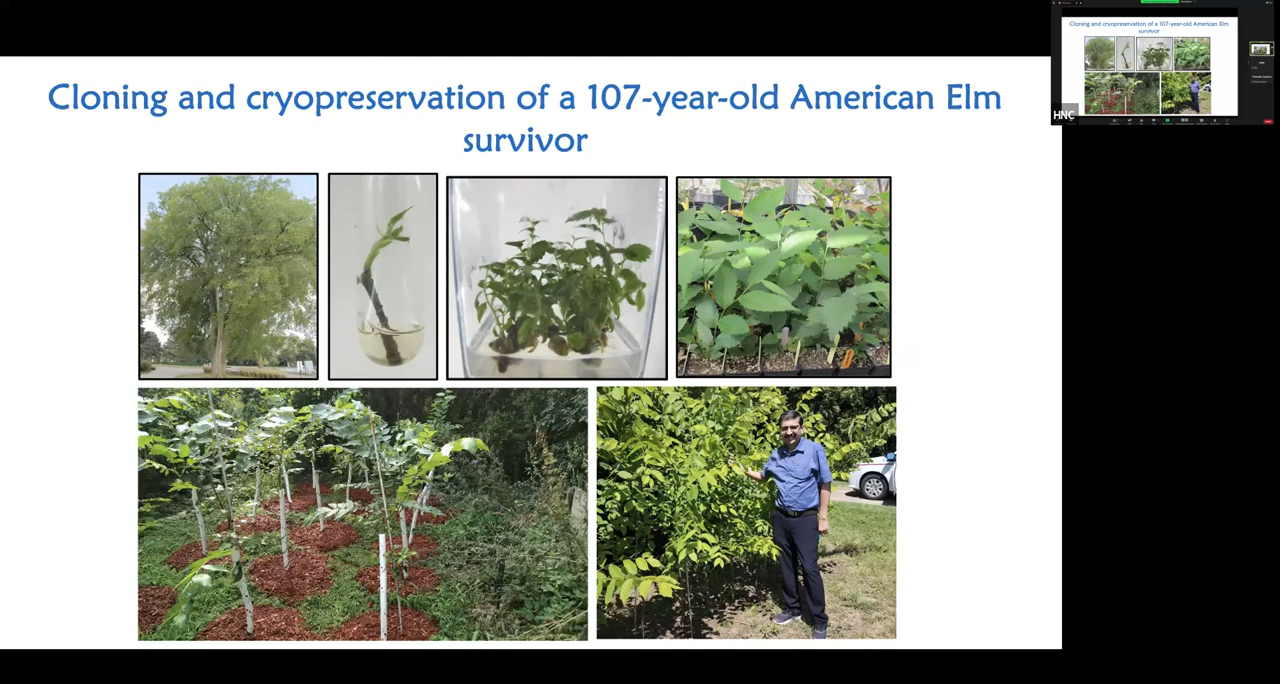 Cloning and cryopreservation of a 107-year-old American Elm
survivor
Cloning and cryopreservation of a 107-year-old American Elm
survivor
HNC